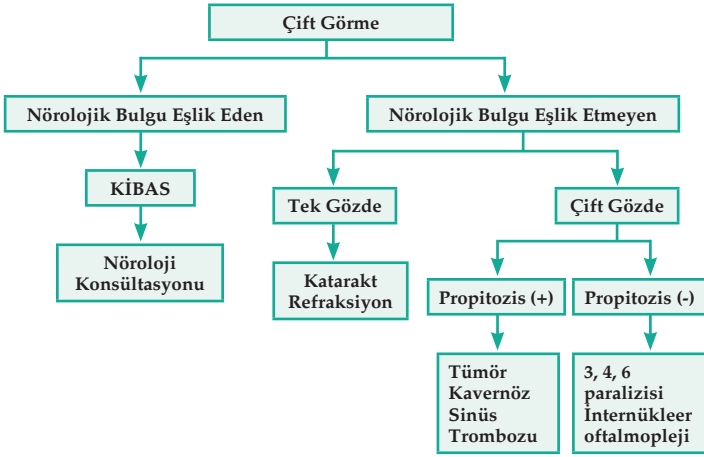 Çift Görme
Nörolojik Bulgu Eşlik Eden
Nörolojik Bulgu Eşlik Etmeyen
KİBAS
Tek Gözde
Çift Gözde
Nöroloji
Konsültasyonu
Katarakt
Refraksiyon
Propitozis (+)
Propitozis (-)
Tümör
Kavernöz
Sinüs
Trombozu
3, 4, 6
paralizisi
İnternükleer
oftalmopleji